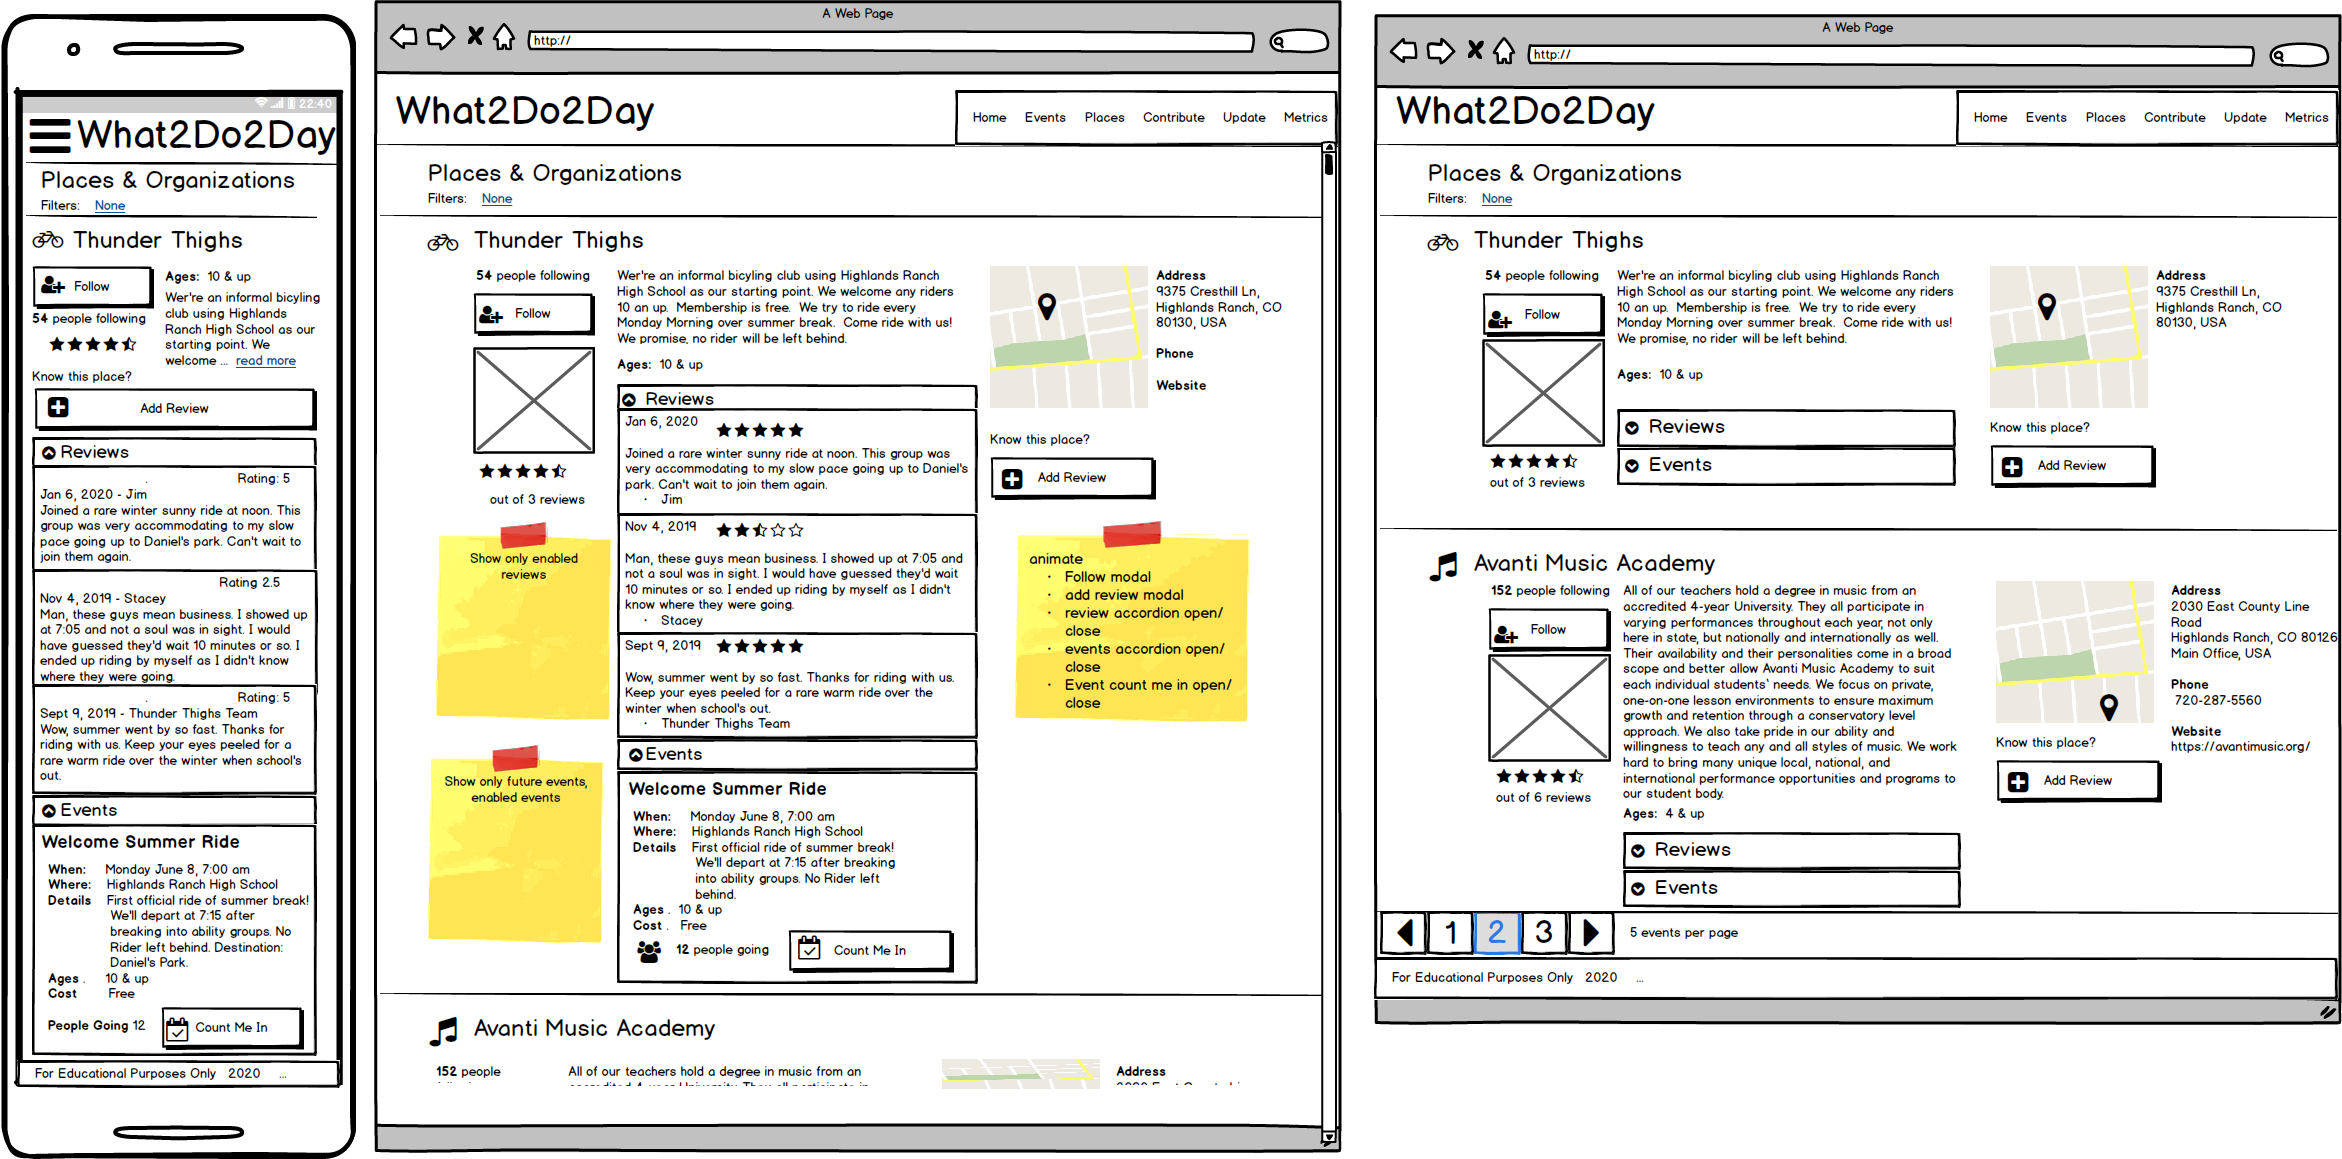 22:40
What2Do2Day
Places & Organizations
Filters: None
Thunder Thighs
Follow
54 people following
Ages: 10 & up
Wer're an informal bicyling
club using Highlands
Ranch High School as our
starting point. We
welcome ... read more
Know this place?
Add Review
Reviews
Rating: 5
Jan 6, 2020 - Jim
Joined a rare winter sunny ride at noon. This
group was very accommodating to my slow
pace going up to Daniel's park. Can't wait to
join them again.
Rating 2.5
Nov 4, 2019 - Stacey
Man, these guys mean business. I showed up
at 7:05 and not a soul was in sight. I would
have guessed they'd wait 10 minutes or so. I
ended up riding by myself as I didn't know
where they were going.
Rating: 5
Sept 9, 2019 - Thunder Thighs Team
Wow, summer went by so fast. Thanks for
riding with us. Keep your eyes peeled for a
rare warm ride over the winter when school's
out.
Events
Welcome Summer Ride
When: Monday June 8, 7:00 am
Where: Highlands Ranch High School
Details First official ride of summer break!
We'll depart at 7:15 after
breaking into ability groups. No
Rider left behind. Destination:
Daniel's Park.
Ages . 10 & up
Cost Free
People Going 12
Count Me In
For Educational Purposes Only 2020 ...
A Web Page
http://
What2Do2Day
Home Events Places Contribute Update Metrics
Places & Organizations
Filters: None
Thunder Thighs
54 people following
Follow
out of 3 reviews
Wer're an informal bicyling club using Highlands Ranch
High School as our starting point. We welcome any riders
10 an up. Membership is free. We try to ride every
Monday Morning over summer break. Come ride with us!
We promise, no rider will be left behind.
Ages: 10 & up
Address
9375 Cresthill Ln,
Highlands Ranch, CO
80130, USA
Phone
Website
Know this place?
Add Review
Reviews
Jan 6, 2020
Joined a rare winter sunny ride at noon. This group was
very accommodating to my slow pace going up to Daniel's
park. Can't wait to join them again.
· Jim
Nov 4, 2019
Man, these guys mean business. I showed up at 7:05 and
not a soul was in sight. I would have guessed they'd wait
10 minutes or so. I ended up riding by myself as I didn't
know where they were going.
· Stacey
Sept 9, 2019
Wow, summer went by so fast. Thanks for riding with us.
Keep your eyes peeled for a rare warm ride over the
winter when school's out.
· Thunder Thighs Team
Show only enabled
reviews
animate
· Follow modal
· add review modal
· review accordion open/
close
· events accordion open/
close
· Event count me in open/
close
Events
Show only future events,
enabled events
Welcome Summer Ride
When: Monday June 8, 7:00 am
Where: Highlands Ranch High School
Details First official ride of summer break!
We'll depart at 7:15 after breaking
into ability groups. No Rider left
behind.
Ages . 10 & up
Cost . Free
12 people going
Count Me In
Avanti Music Academy
152 people
All of our teachers hold a degree in music from an
Address
A Web Page
http://
What2Do2Day
Home Events Places Contribute Update Metrics
Places & Organizations
Filters: None
Thunder Thighs
54 people following
Follow
out of 3 reviews
Wer're an informal bicyling club using Highlands Ranch
High School as our starting point. We welcome any riders
10 an up. Membership is free. We try to ride every
Monday Morning over summer break. Come ride with us!
We promise, no rider will be left behind.
Ages: 10 & up
Reviews
Events
Address
9375 Cresthill Ln,
Highlands Ranch, CO
80130, USA
Know this place?
Add Review
Avanti Music Academy
152 people following
Follow
out of 6 reviews
All of our teachers hold a degree in music from an
accredited 4-year University. They all participate in
varying performances throughout each year, not only
here in state, but nationally and internationally as well.
Their availability and their personalities come in a broad
scope and better allow Avanti Music Academy to suit
each individual students` needs. We focus on private,
one-on-one lesson environments to ensure maximum
growth and retention through a conservatory level
approach. We also take pride in our ability and
willingness to teach any and all styles of music. We work
hard to bring many unique local, national, and
international performance opportunities and programs to
our student body.
Ages: 4 & up
Reviews
Events
Address
2030 East County Line
Road
Highlands Ranch, CO 80126
Main Office, USA
Phone
720-287-5560
Website
https://avantimusic.org/
Know this place?
Add Review
1 2 3
5 events per page
For Educational Purposes Only 2020 ...